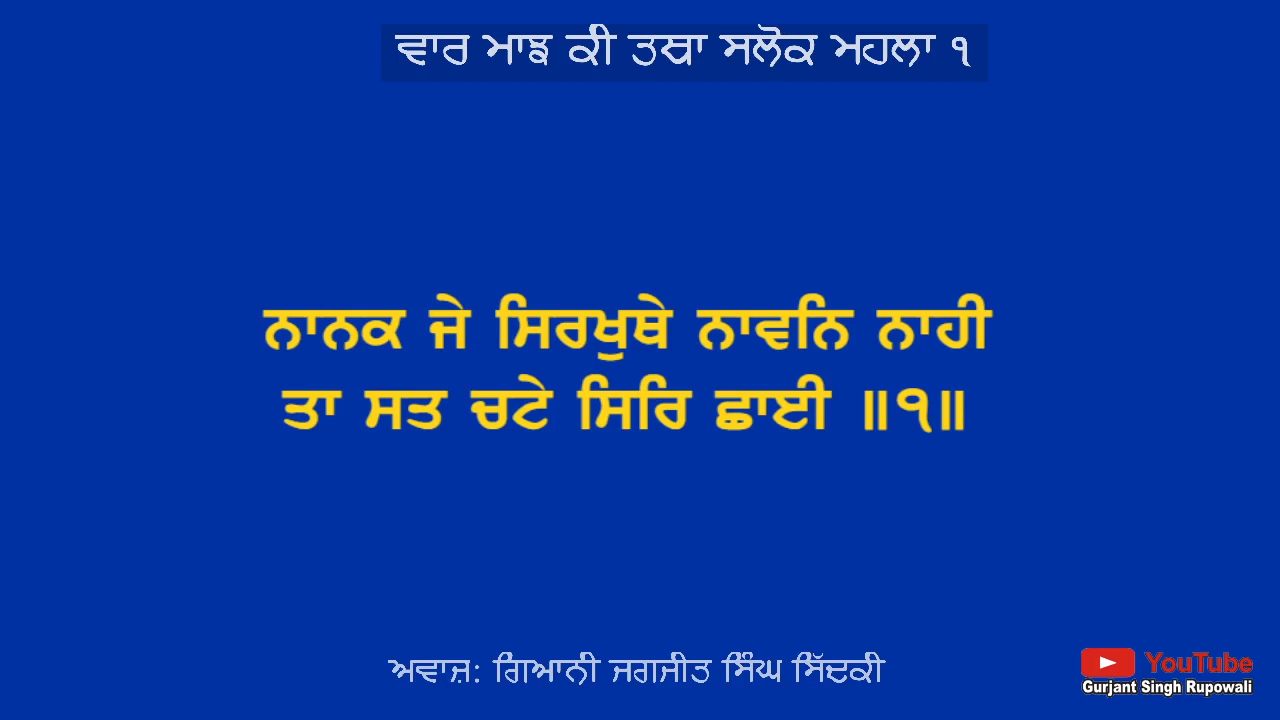 ਵਾਰ ਮਾਝ ਕੀ ਤਥਾ ਸਲੋਕ ਮਹਲਾ ੧
ਨਾਨਕ ਜੇ ਸਿਰਖੁਥੇ ਨਾਵਨਿ ਨਾਹੀ
ਤਾ ਸਤ ਚਟੇ ਸਿਰਿ ਛਾਈ ॥੧॥
ਅਵਾਜ਼: ਗਿਆਨੀ ਜਗਜੀਤ ਸਿੰਘ ਸਿੱਦਕੀ
YouTube
Gurjant Singh Rupowali